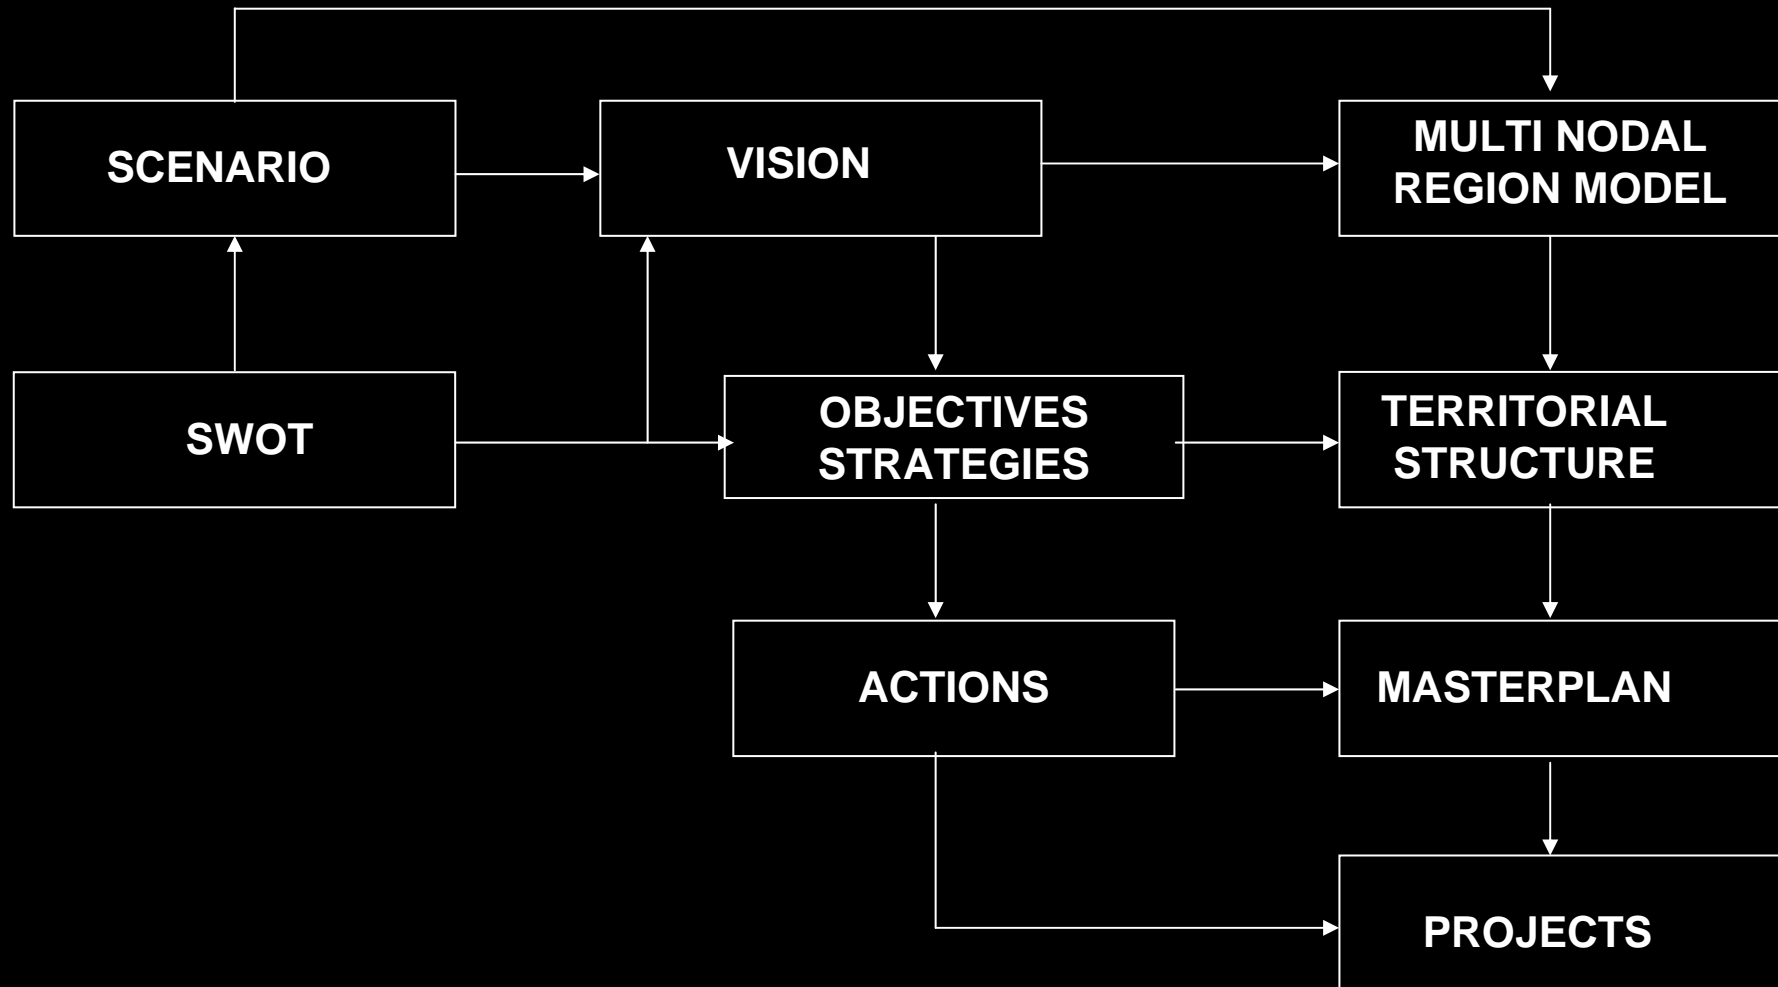 SCENARIO
VISION
MULTI NODAL
REGION MODEL
SWOT
OBJECTIVES
STRATEGIES
TERRITORIAL
STRUCTURE
ACTIONS
MASTERPLAN
PROJECTS